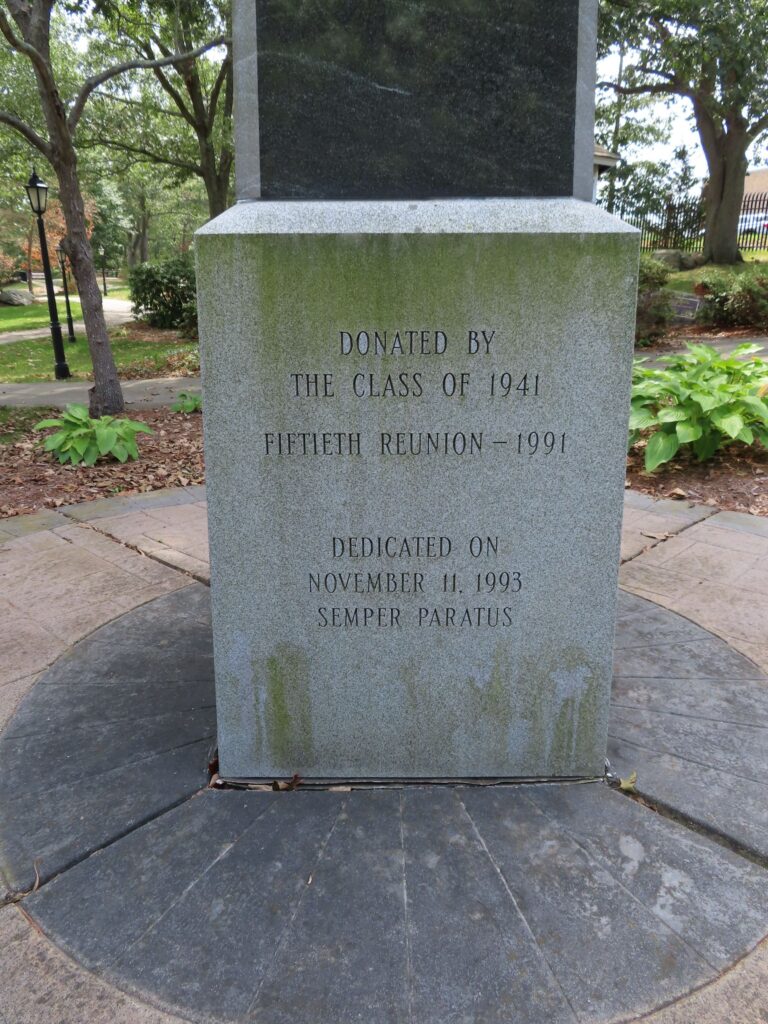 DONATED BY
THE CLASS OF 1941
FIFTIETH REUNION – 1991
DEDICATED ON
NOVEMBER 11, 1993
SEMPER PARATUS